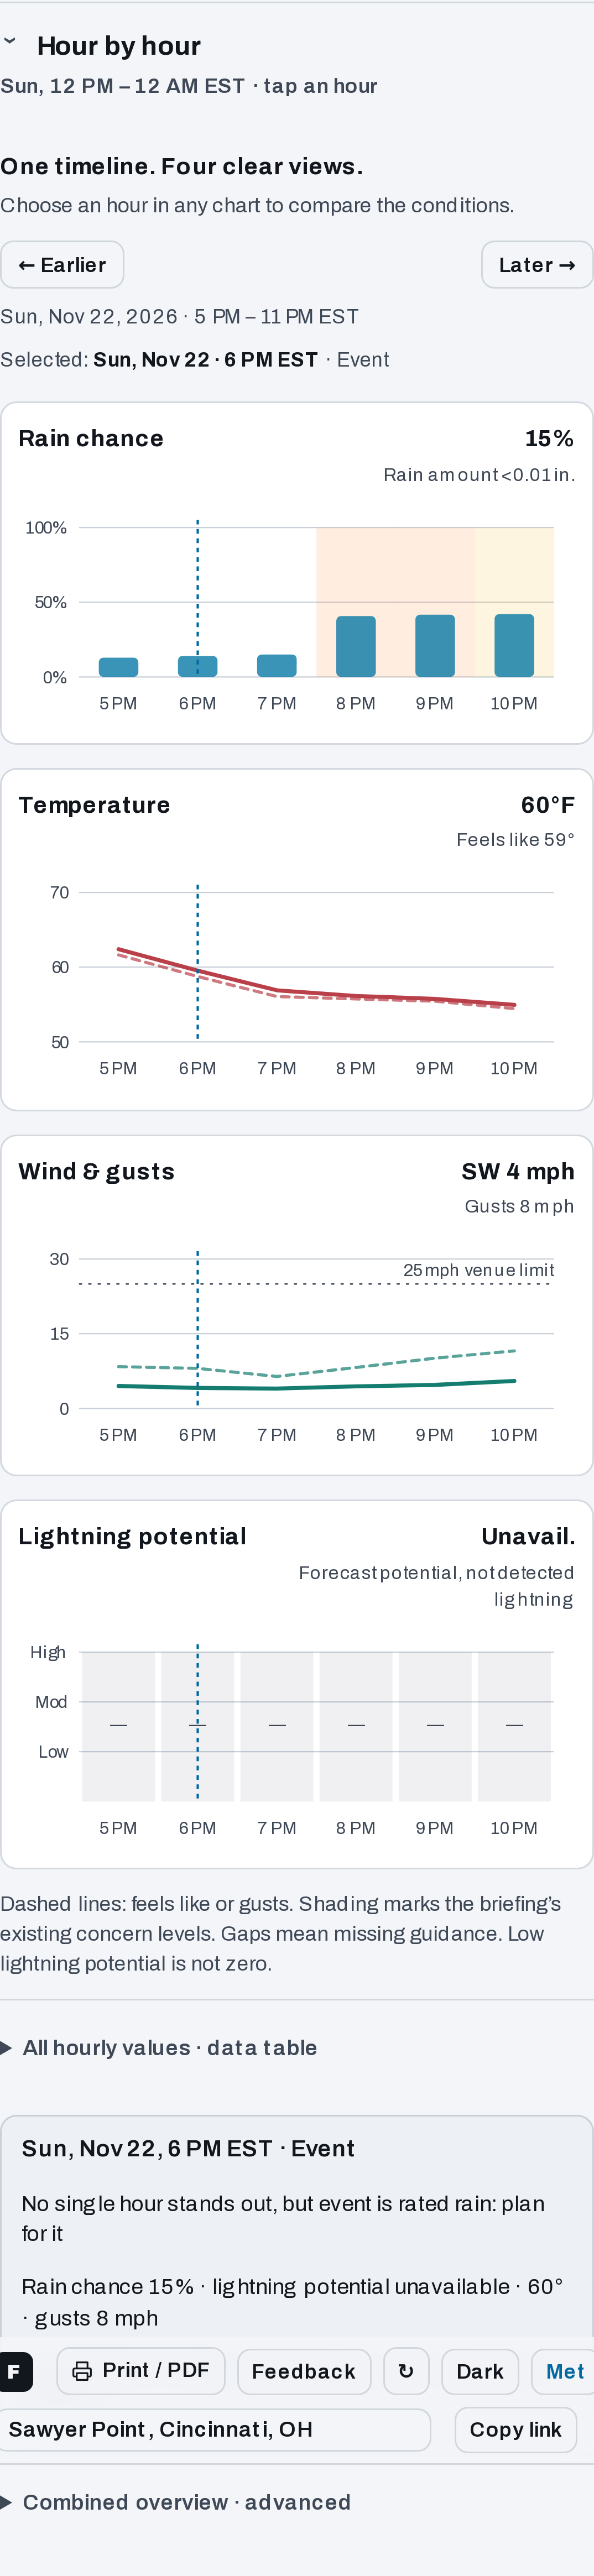 Hour by hour
Sun, 12 PM – 12 AM EST · tap an hour
One timeline. Four clear views.
Choose an hour in any chart to compare the conditions.
← Earlier
Later →
Sun, Nov 22, 2026 · 5 PM – 11 PM EST
Selected: Sun, Nov 22 · 6 PM EST · Event
Rain chance
15%
Rain amount <0.01 in.
100%
50%
0%
5 PM 6 PM 7 PM 8 PM 9 PM 10 PM
Temperature
60°F
Feels like 59°
70
60
50
5 PM 6 PM 7 PM 8 PM 9 PM 10 PM
Wind & gusts
SW 4 mph
Gusts 8 mph
30
25 mph venue limit
15
0
5 PM 6 PM 7 PM 8 PM 9 PM 10 PM
Lightning potential
Unavail.
Forecast potential, not detected
lightning
High
Mod
— — — — — —
Low
5 PM 6 PM 7 PM 8 PM 9 PM 10 PM
Dashed lines: feels like or gusts. Shading marks the briefing's
existing concern levels. Gaps mean missing guidance. Low
lightning potential is not zero.
All hourly values · data table
Sun, Nov 22, 6 PM EST · Event
No single hour stands out, but event is rated rain: plan
for it
Rain chance 15% · lightning potential unavailable · 60°
· gusts 8 mph
F
Print / PDF
Feedback
↻
Dark
Met
Sawyer Point, Cincinnati, OH
Copy link
Combined overview · advanced